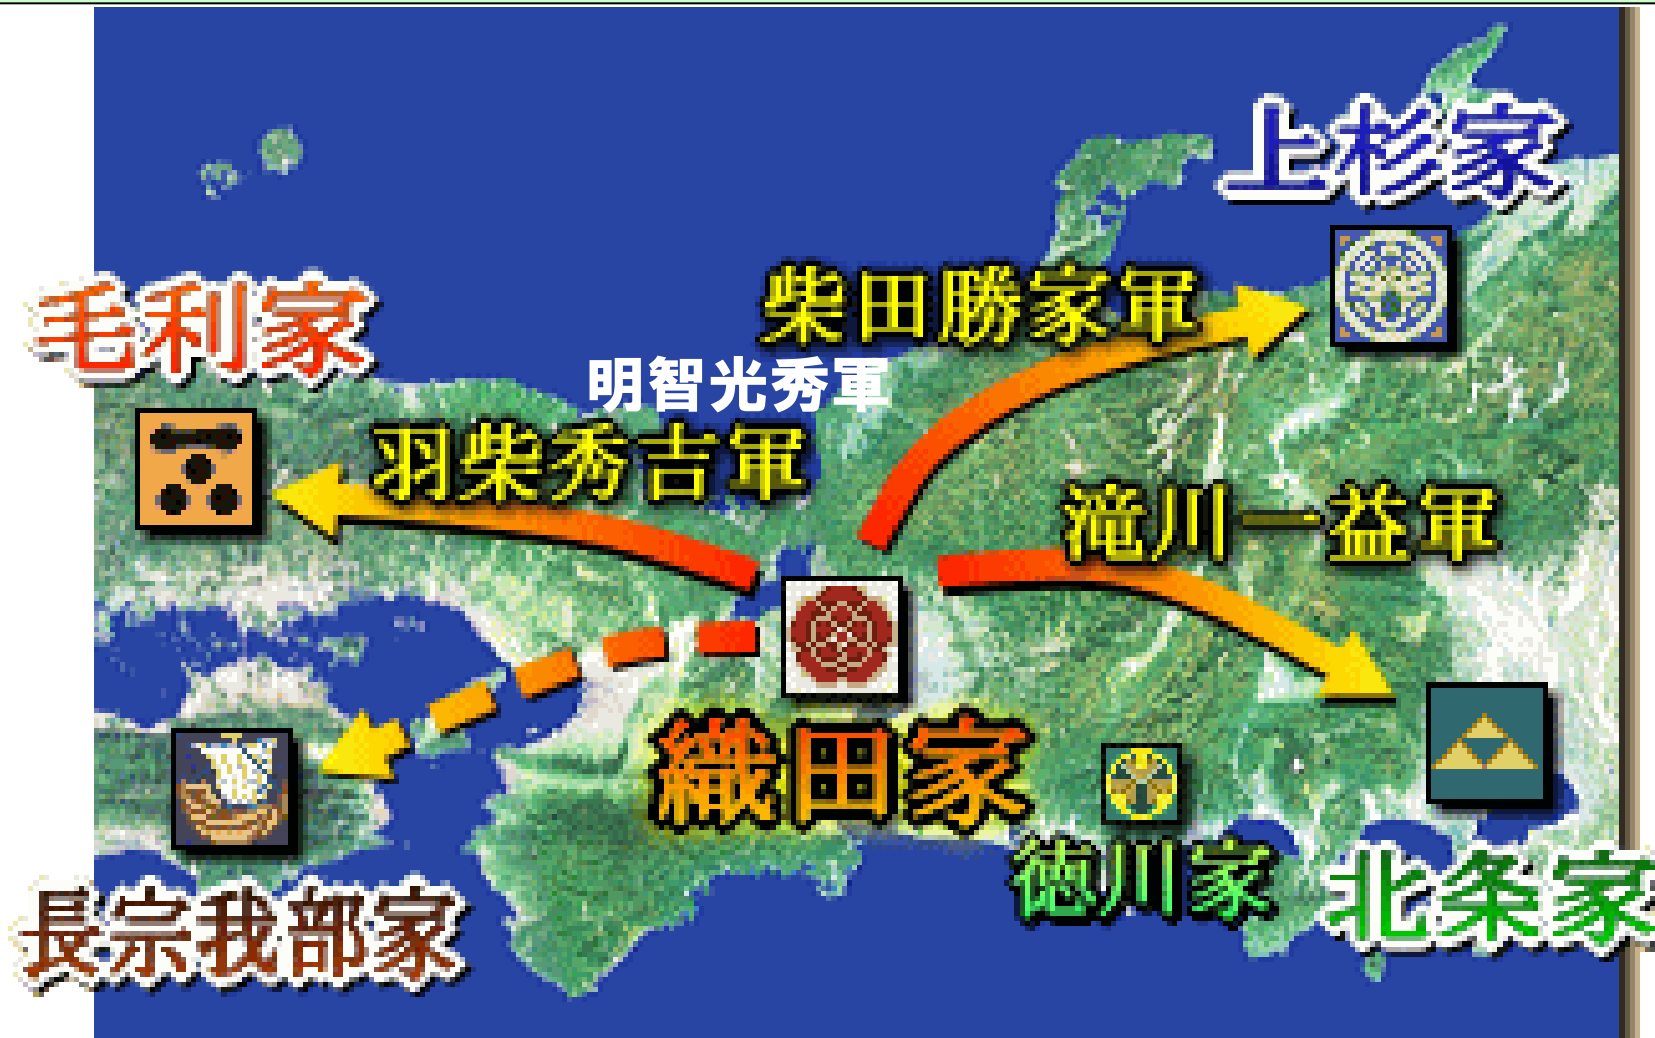 上杉家
柴田勝家軍
毛利家
明智光秀軍
羽柴秀吉軍
滝川一益軍
織田家
徳川家
北条家
長宗我部家